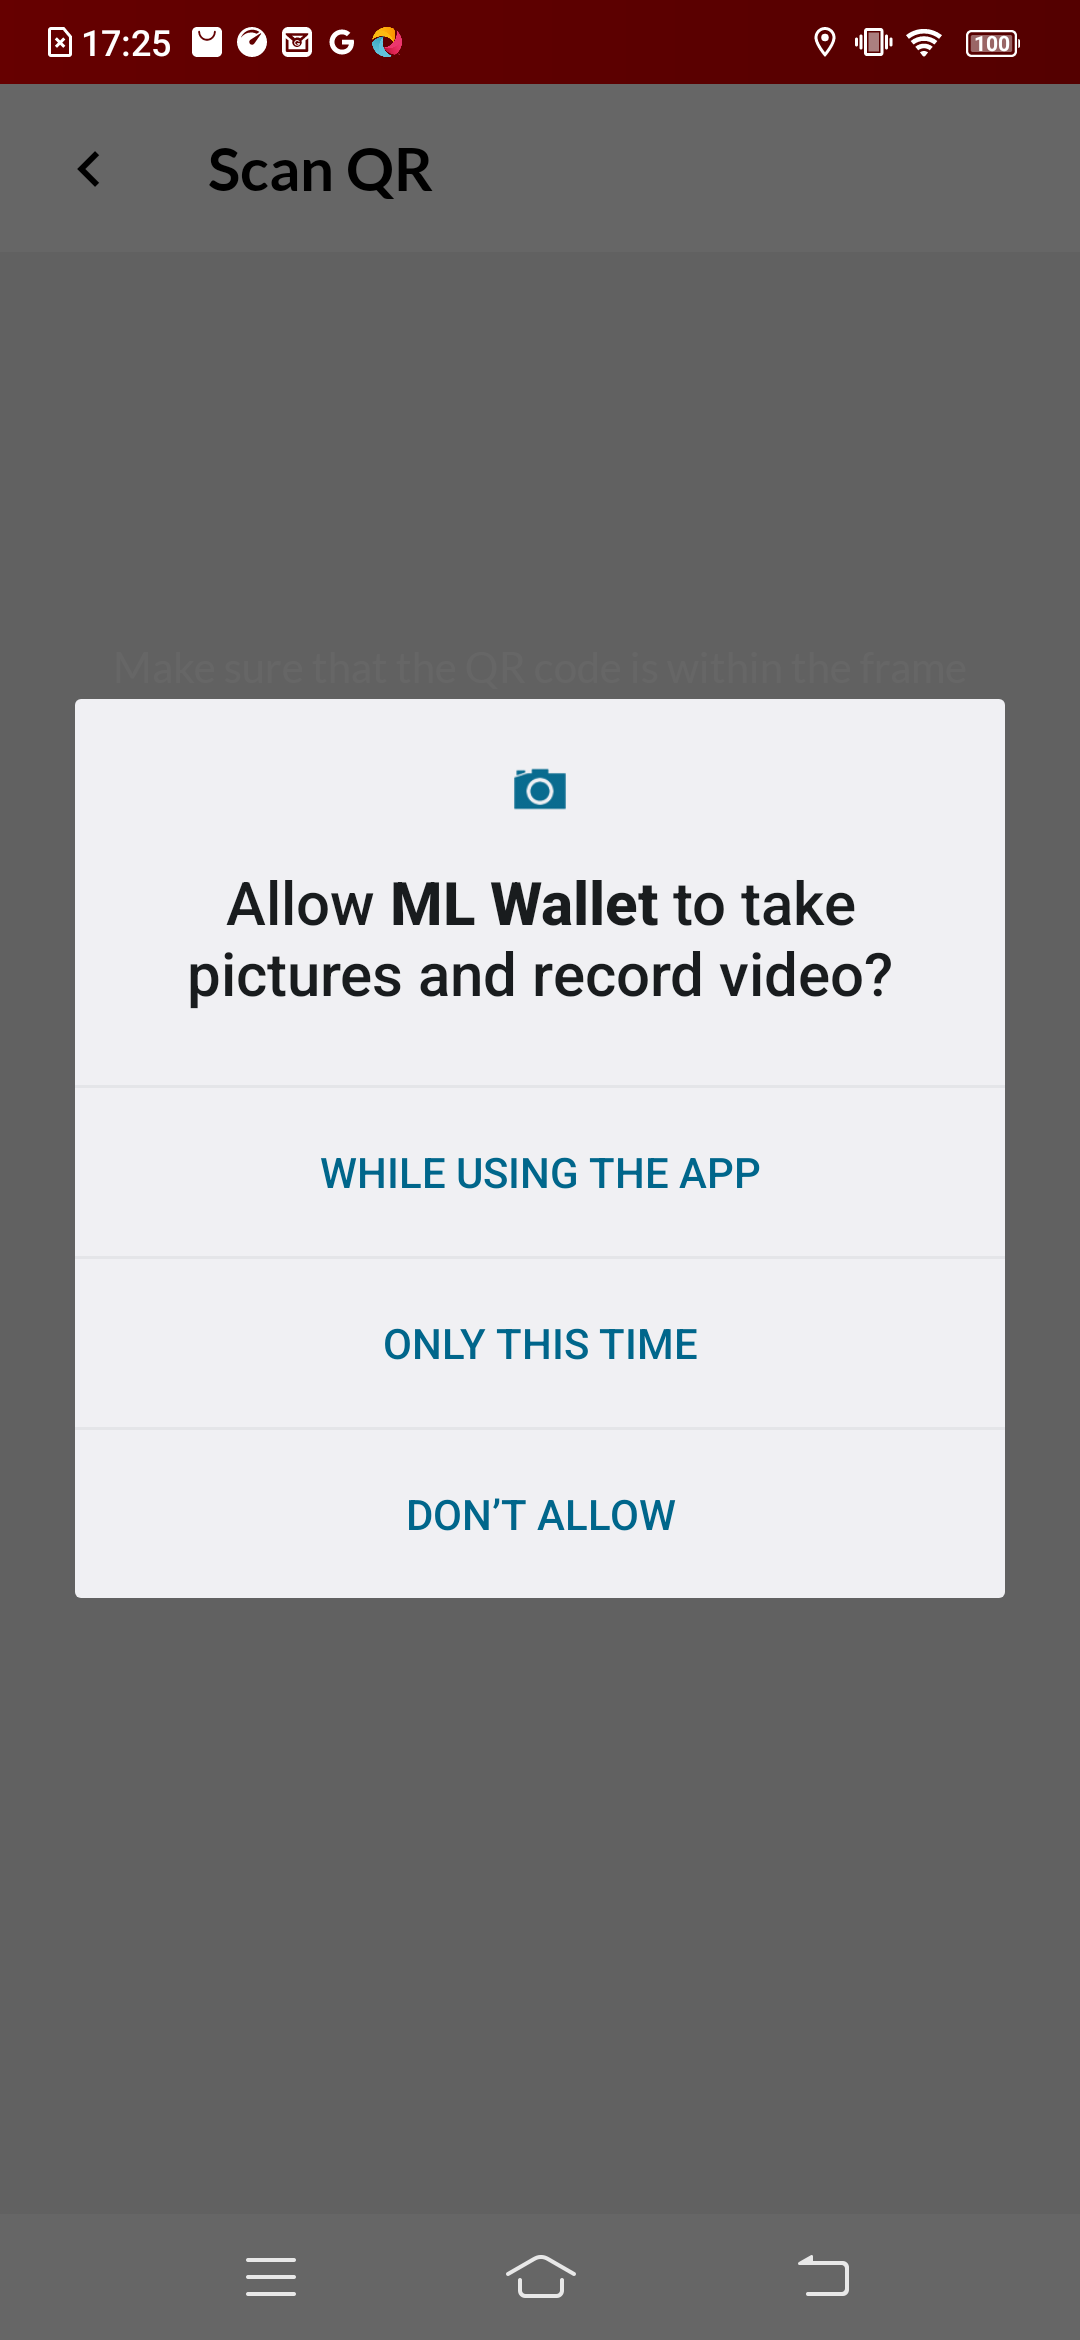 17:25
100
Scan QR
Make sure that the QR code is within the frame
Allow ML Wallet to take
pictures and record video?
WHILE USING THE APP
ONLY THIS TIME
DON’T ALLOW